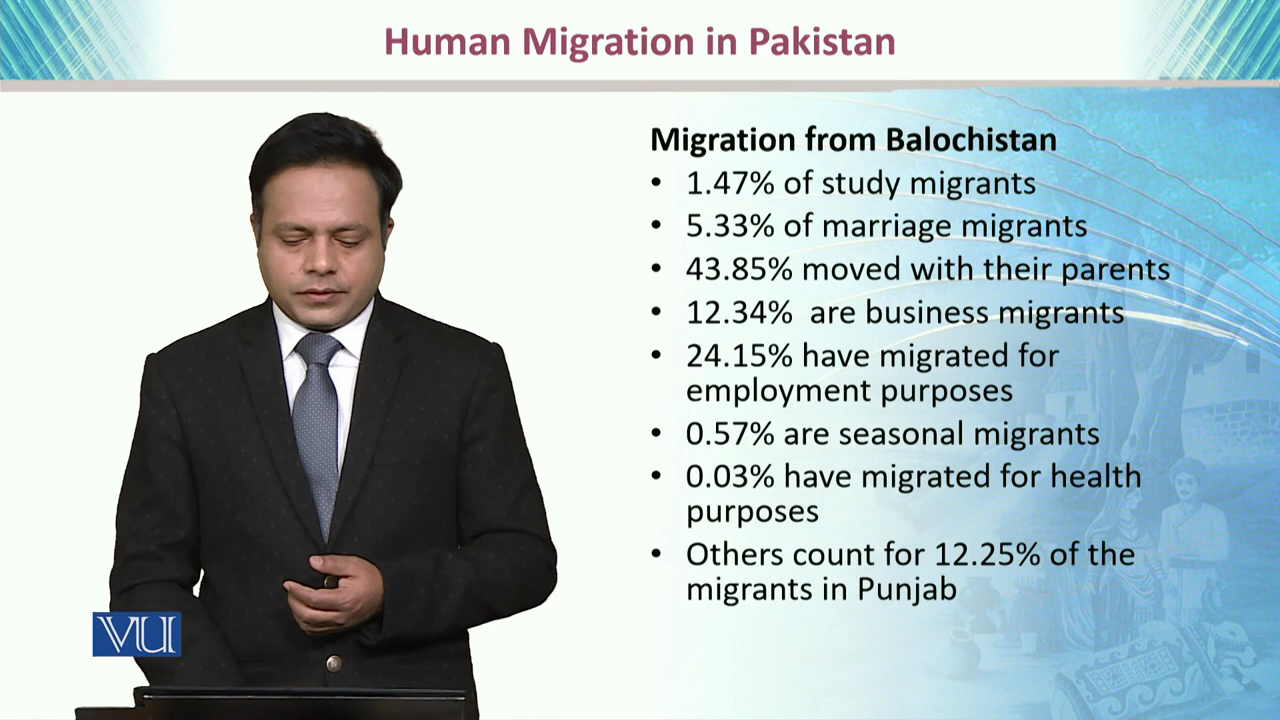 Human Migration in Pakistan
Migration from Balochistan
• 1.47% of study migrants
• 5.33% of marriage migrants
• 43.85% moved with their parents
• 12.34%  are business migrants
• 24.15% have migrated for
employment purposes
• 0.57% are seasonal migrants
• 0.03% have migrated for health
purposes
• Others count for 12.25% of the
migrants in Punjab
VU